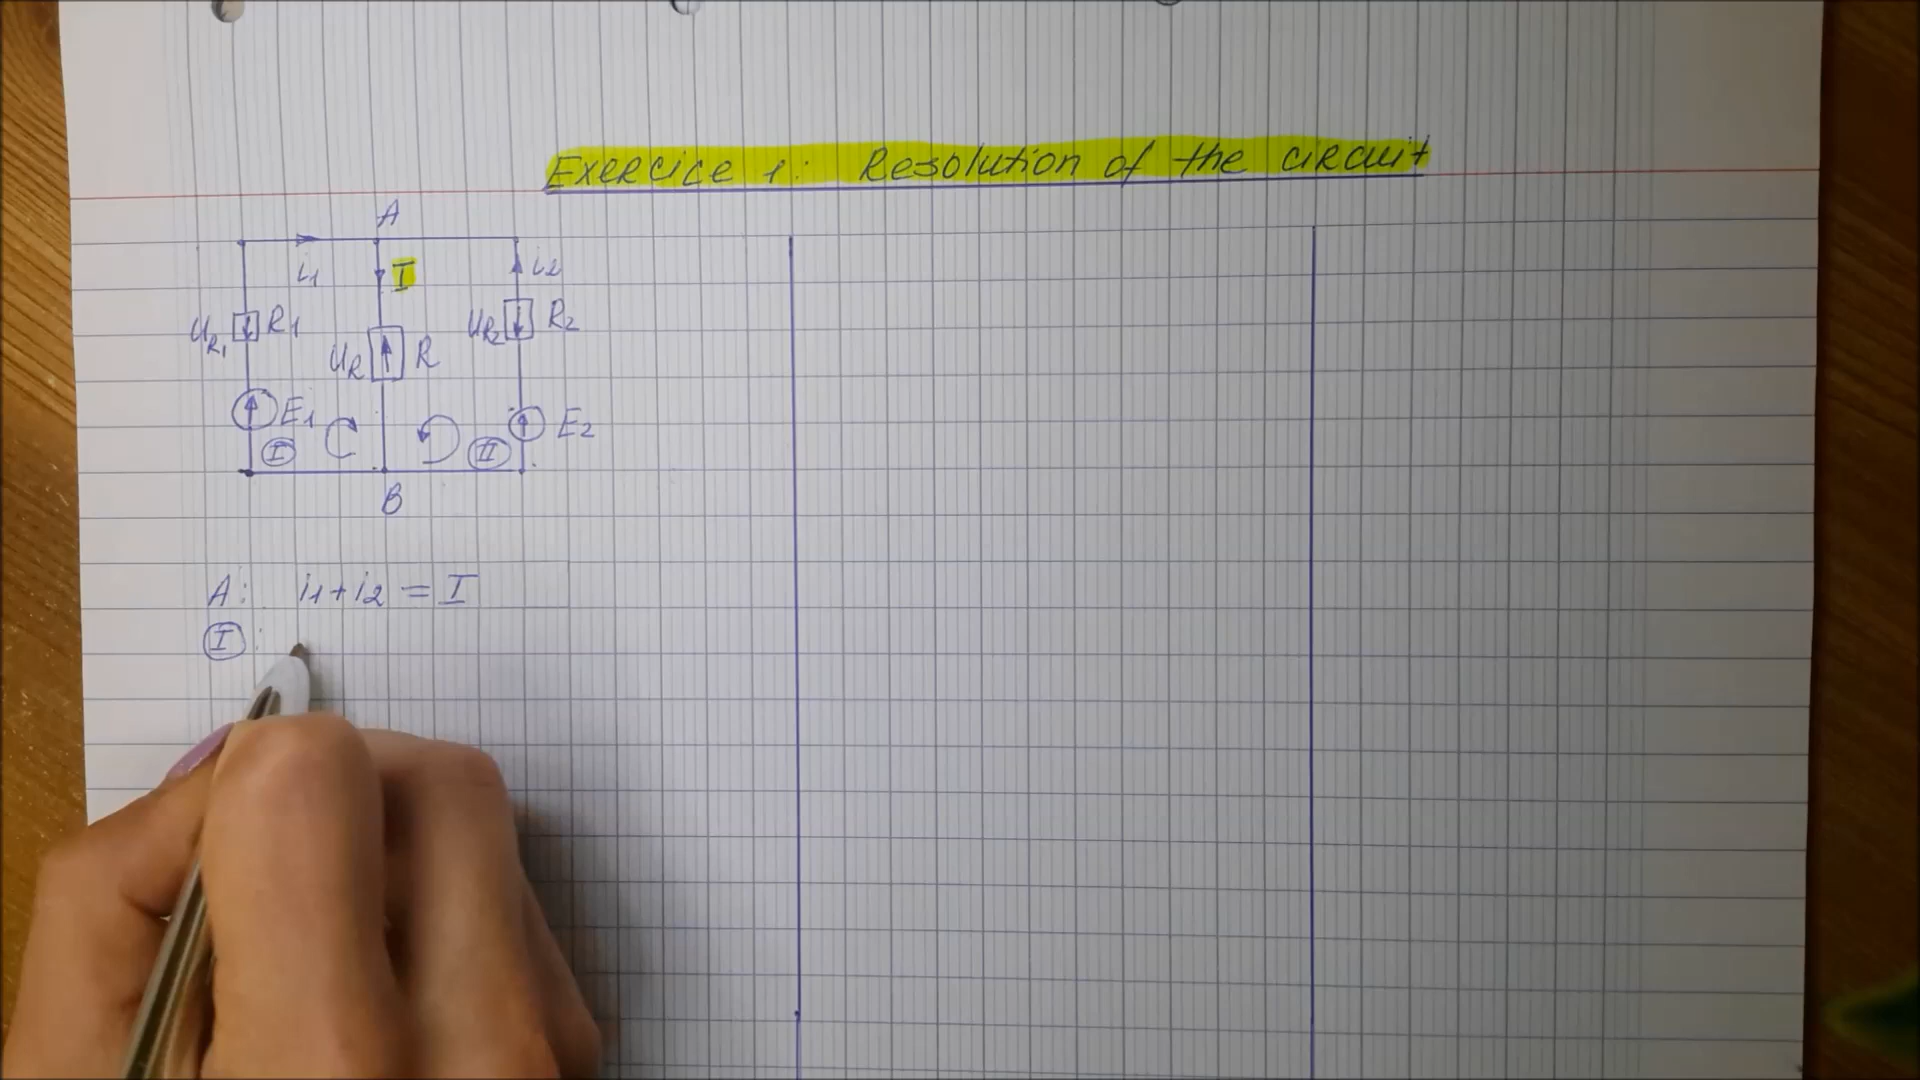 Exercice 1: Resolution of the circuit
A
i1 I i2
UR1 R1 UR2 R2
UR R
E1 E2
I II
B
A: i1+i2 = I
I :